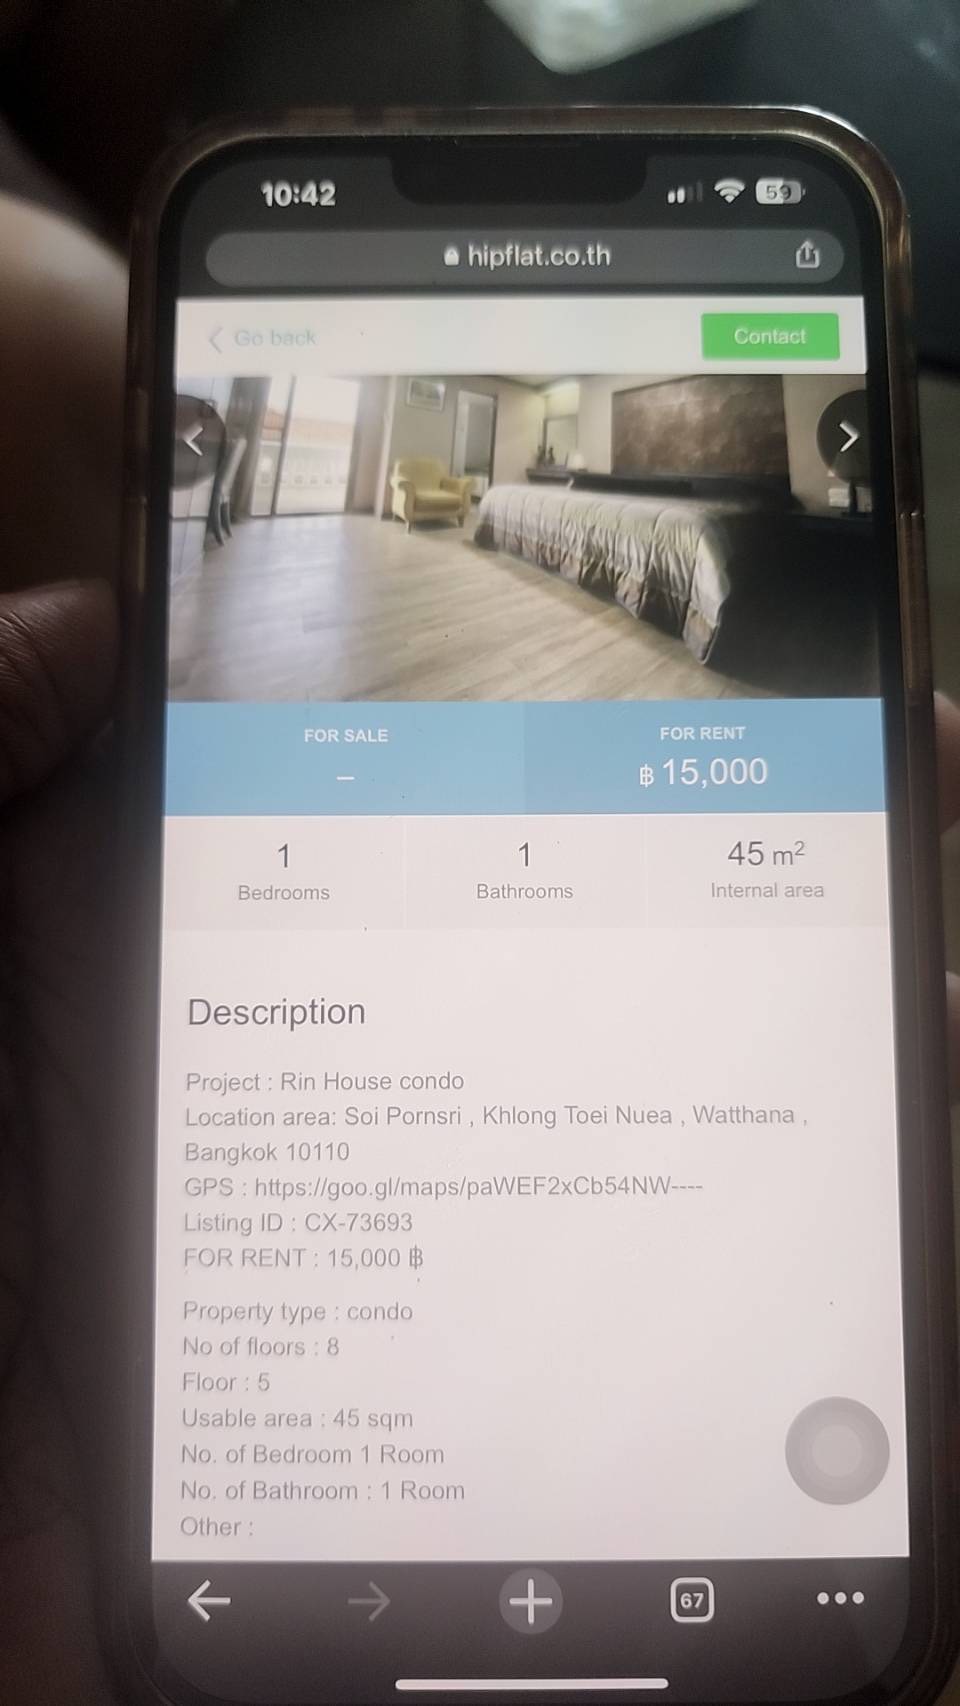 10:42
59
hipflat.co.th
Go back
Contact
FOR SALE
FOR RENT
–
฿ 15,000
1
1
45 m²
Bedrooms
Bathrooms
Internal area
Description
Project : Rin House condo
Location area: Soi Pornsri , Khlong Toei Nuea , Watthana ,
Bangkok 10110
GPS : https://goo.gl/maps/paWEF2xCb54NW----
Listing ID : CX-73693
FOR RENT : 15,000 ฿
Property type : condo
No of floors : 8
Floor : 5
Usable area : 45 sqm
No. of Bedroom 1 Room
No. of Bathroom : 1 Room
Other :
67